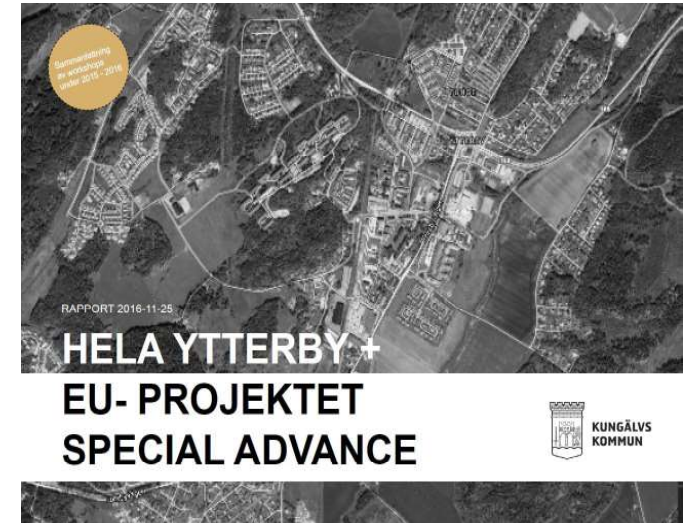 Sammanfattning
av workshops
under 2015 - 2016
RAPPORT 2016-11-25
HELA YTTERBY +
EU- PROJEKTET
SPECIAL ADVANCE
KUNGÄLVS
KOMMUN